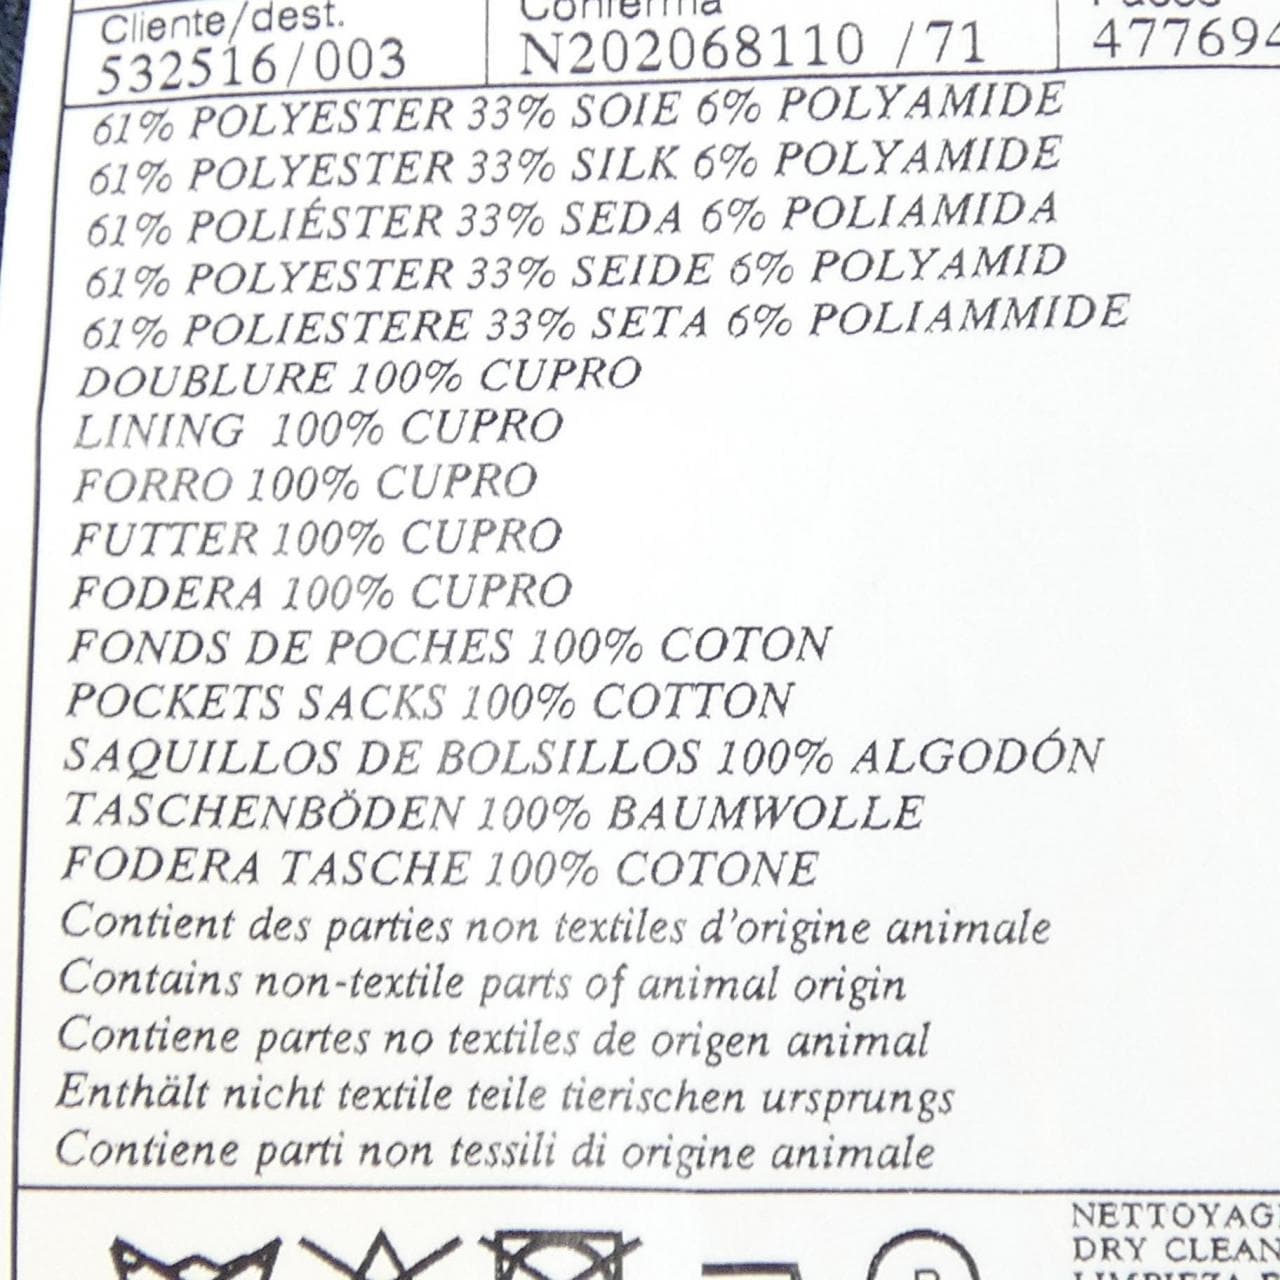 Cliente/dest.
532516/003
Conferma
N202068110 /71
477694
61% POLYESTER 33% SOIE 6% POLYAMIDE
61% POLYESTER 33% SILK 6% POLYAMIDE
61% POLIÉSTER 33% SEDA 6% POLIAMIDA
61% POLYESTER 33% SEIDE 6% POLYAMID
61% POLIESTERE 33% SETA 6% POLIAMMIDE
DOUBLURE 100% CUPRO
LINING 100% CUPRO
FORRO 100% CUPRO
FUTTER 100% CUPRO
FODERA 100% CUPRO
FONDS DE POCHES 100% COTON
POCKETS SACKS 100% COTTON
SAQUILLOS DE BOLSILLOS 100% ALGODÓN
TASCHENBÖDEN 100% BAUMWOLLE
FODERA TASCHE 100% COTONE
Contient des parties non textiles d'origine animale
Contains non-textile parts of animal origin
Contiene partes no textiles de origen animal
Enthält nicht textile teile tierischen ursprungs
Contiene parti non tessili di origine animale
NETTOYAG
DRY CLEAN
P